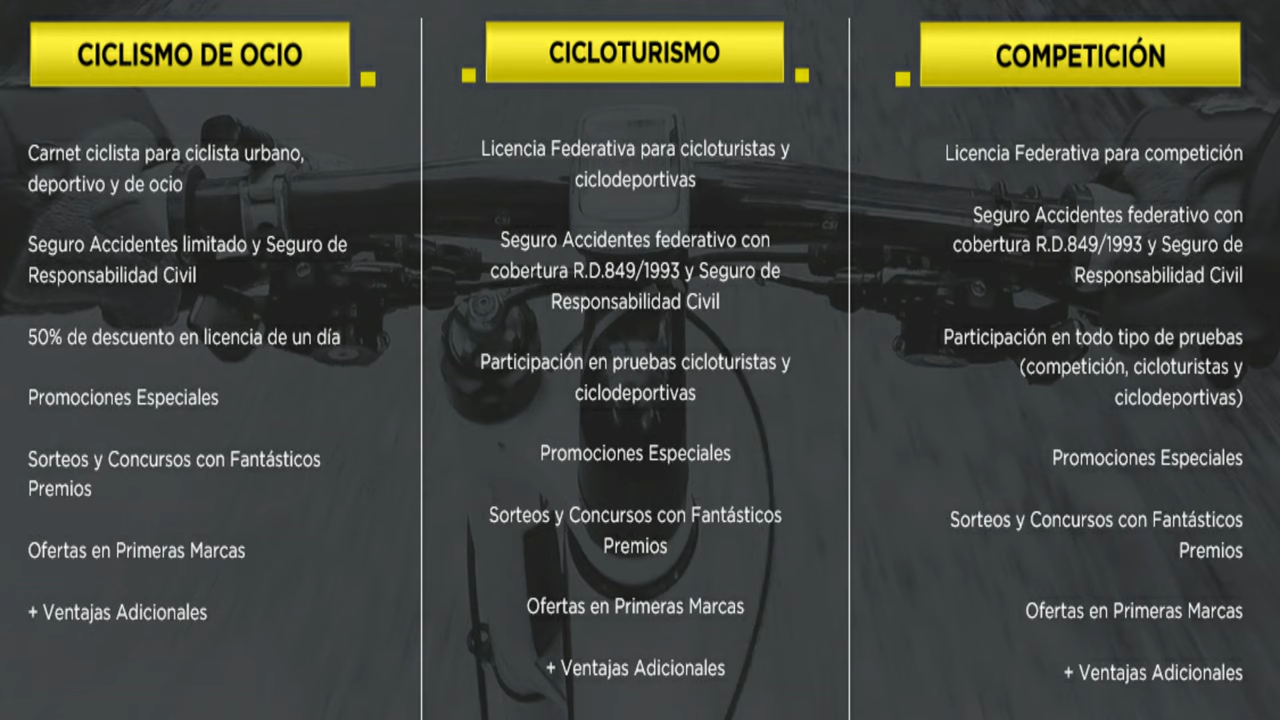 CICLISMO DE OCIO
Carnet ciclista para ciclista urbano,
deportivo y de ocio
Seguro Accidentes limitado y Seguro de
Responsabilidad Civil
50% de descuento en licencia de un día
Promociones Especiales
Sorteos y Concursos con Fantásticos
Premios
Ofertas en Primeras Marcas
+ Ventajas Adicionales
CICLOTURISMO
Licencia Federativa para cicloturistas y
ciclodeportivas
Seguro Accidentes federativo con
cobertura R.D.849/1993 y Seguro de
Responsabilidad Civil
Participación en pruebas cicloturistas y
ciclodeportivas
Promociones Especiales
Sorteos y Concursos con Fantásticos
Premios
Ofertas en Primeras Marcas
+ Ventajas Adicionales
COMPETICIÓN
Licencia Federativa para competición
Seguro Accidentes federativo con
cobertura R.D.849/1993 y Seguro de
Responsabilidad Civil
Participación en todo tipo de pruebas
(competición, cicloturistas y
ciclodeportivas)
Promociones Especiales
Sorteos y Concursos con Fantásticos
Premios
Ofertas en Primeras Marcas
+ Ventajas Adicionales